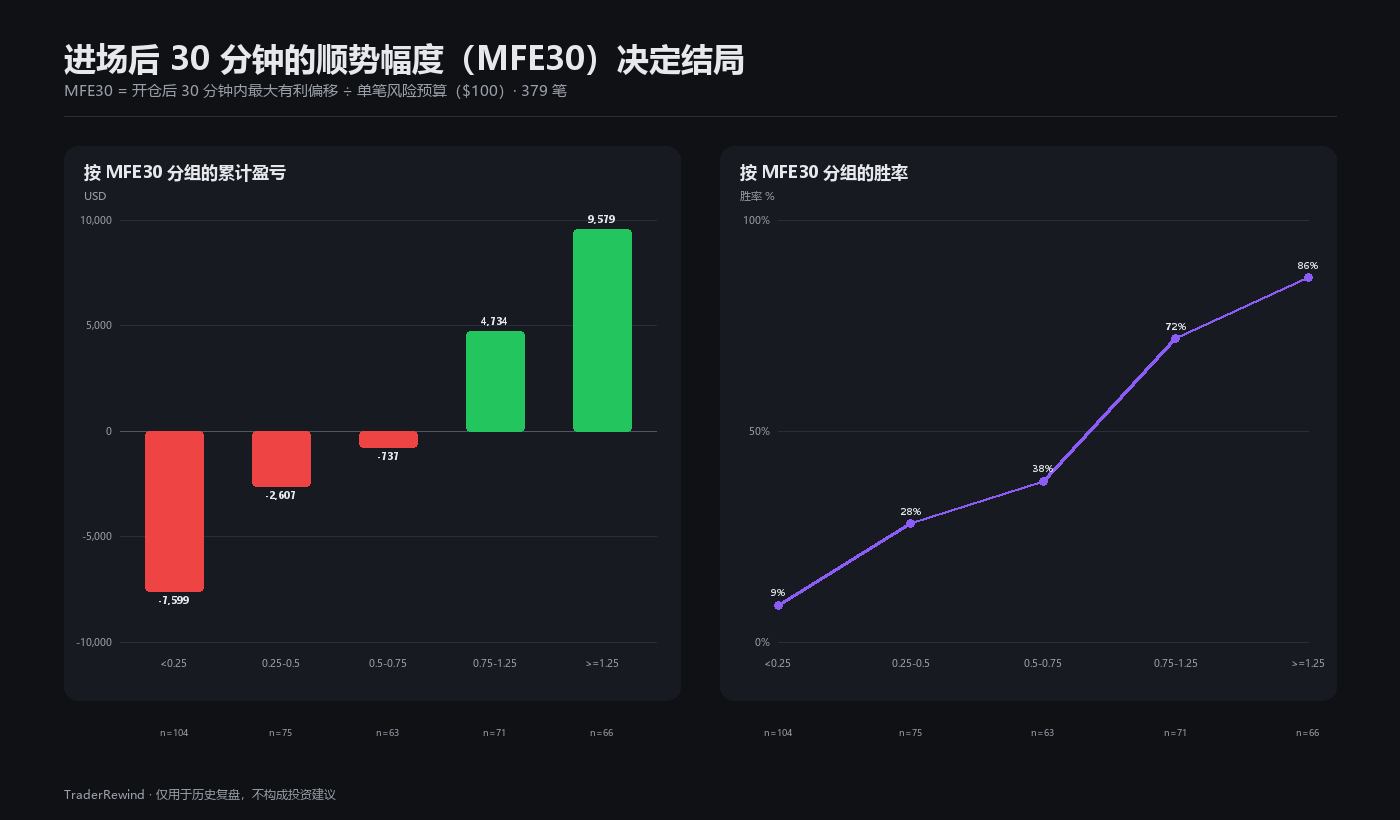 进场后 30 分钟的顺势幅度（MFE30）决定结局
MFE30 = 开仓后 30 分钟内最大有利偏移 ÷ 单笔风险预算（$100）· 379 笔
按 MFE30 分组的累计盈亏
USD
10,000
5,000
0
-5,000
-10,000
-7,599
-2,607
-737
4,734
9,579
<0.25
0.25-0.5
0.5-0.75
0.75-1.25
>=1.25
n=104
n=75
n=63
n=71
n=66
按 MFE30 分组的胜率
胜率 %
100%
50%
0%
9%
28%
38%
72%
86%
<0.25
0.25-0.5
0.5-0.75
0.75-1.25
>=1.25
n=104
n=75
n=63
n=71
n=66
TraderRewind · 仅用于历史复盘，不构成投资建议